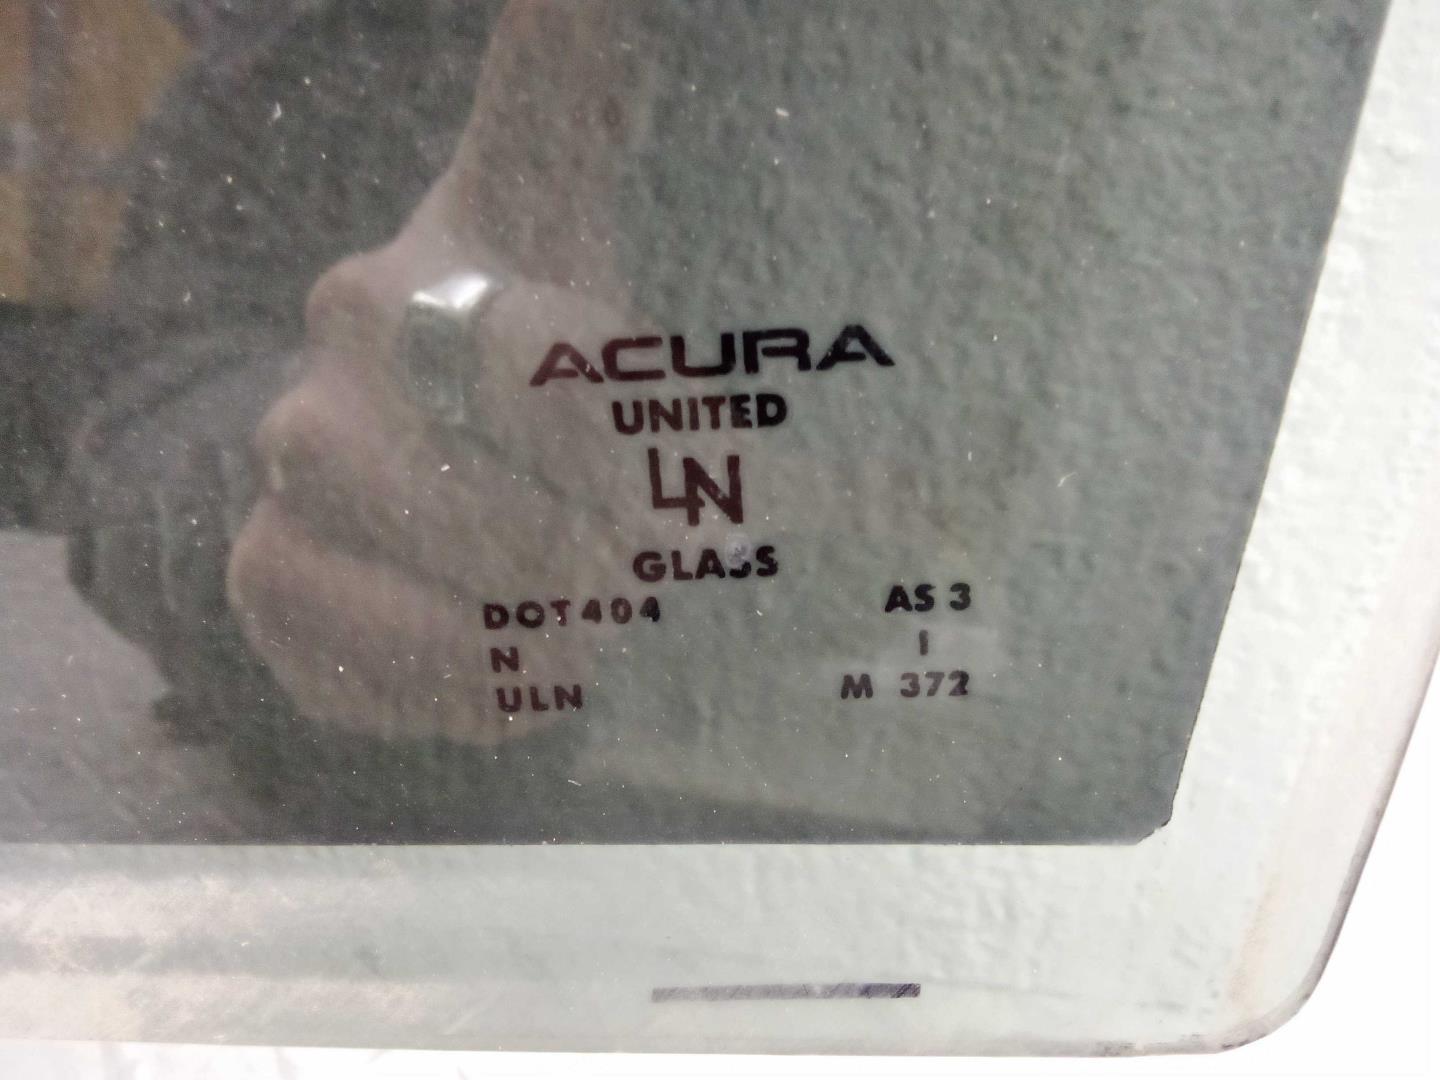 ACURA
UNITED
LN
GLASS
DOT404 AS 3
N I
ULN M 372